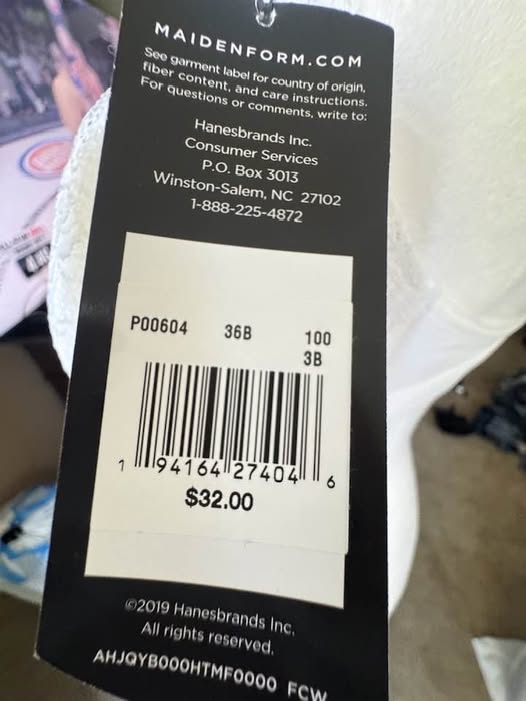 MAIDENFORM.COM
See garment label for country of origin,
fiber content, and care instructions.
For questions or comments, write to:
Hanesbrands Inc.
Consumer Services
P.O. Box 3013
Winston-Salem, NC 27102
1-888-225-4872
P00604 36B 100
3B
1 94164 27404 6
$32.00
©2019 Hanesbrands Inc.
All rights reserved.
AHJQYB000HTMF0000 FCW